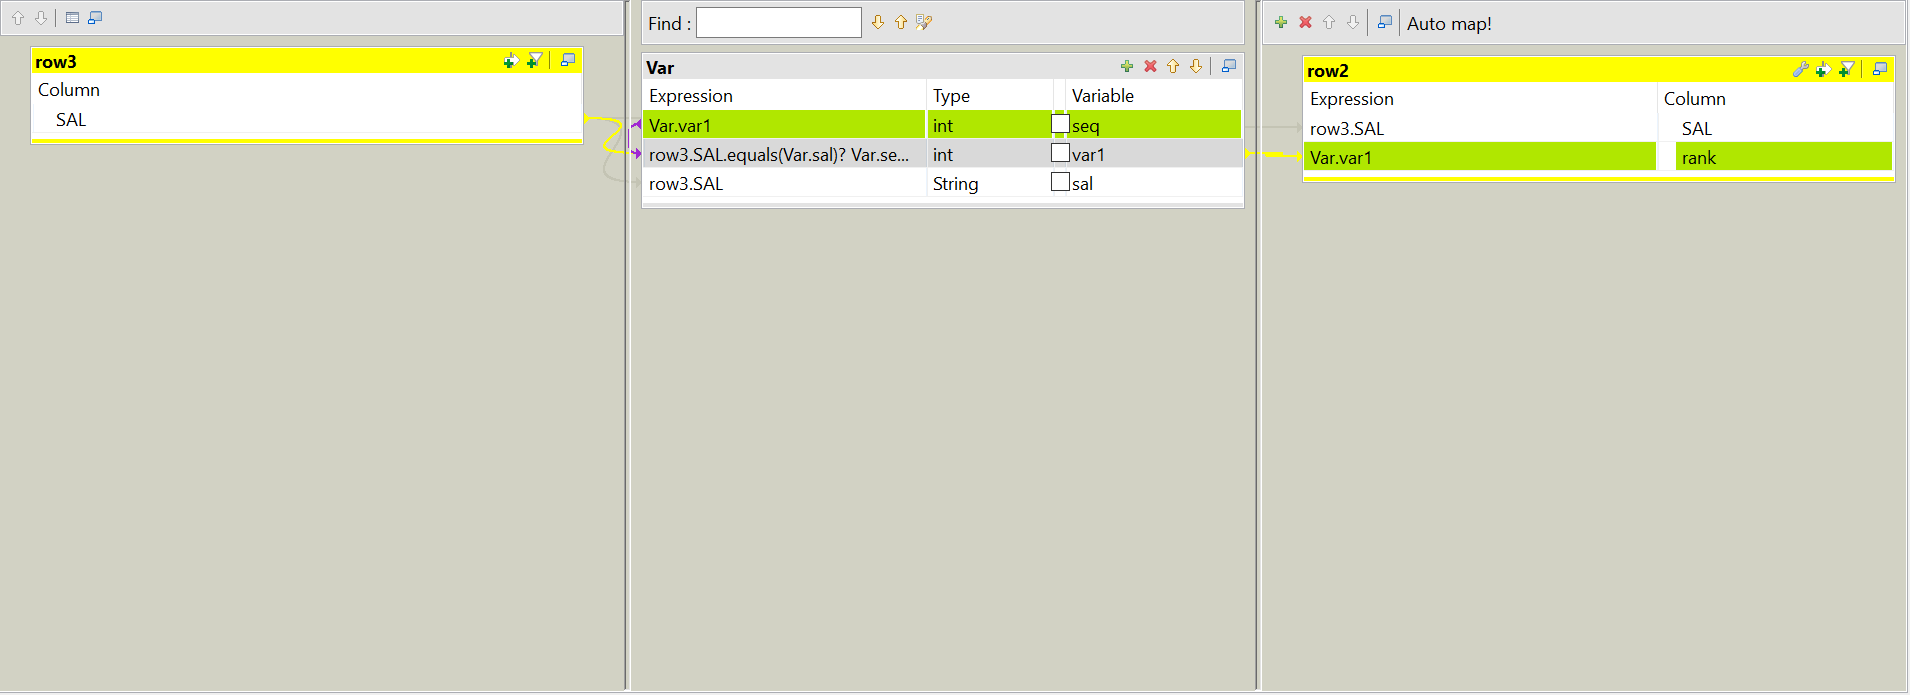 row3
Column
SAL
Find :
Var
Expression Type Variable
Var.var1 int seq
row3.SAL.equals(Var.sal)? Var.se... int var1
row3.SAL String sal
Auto map!
row2
Expression Column
row3.SAL SAL
Var.var1 rank